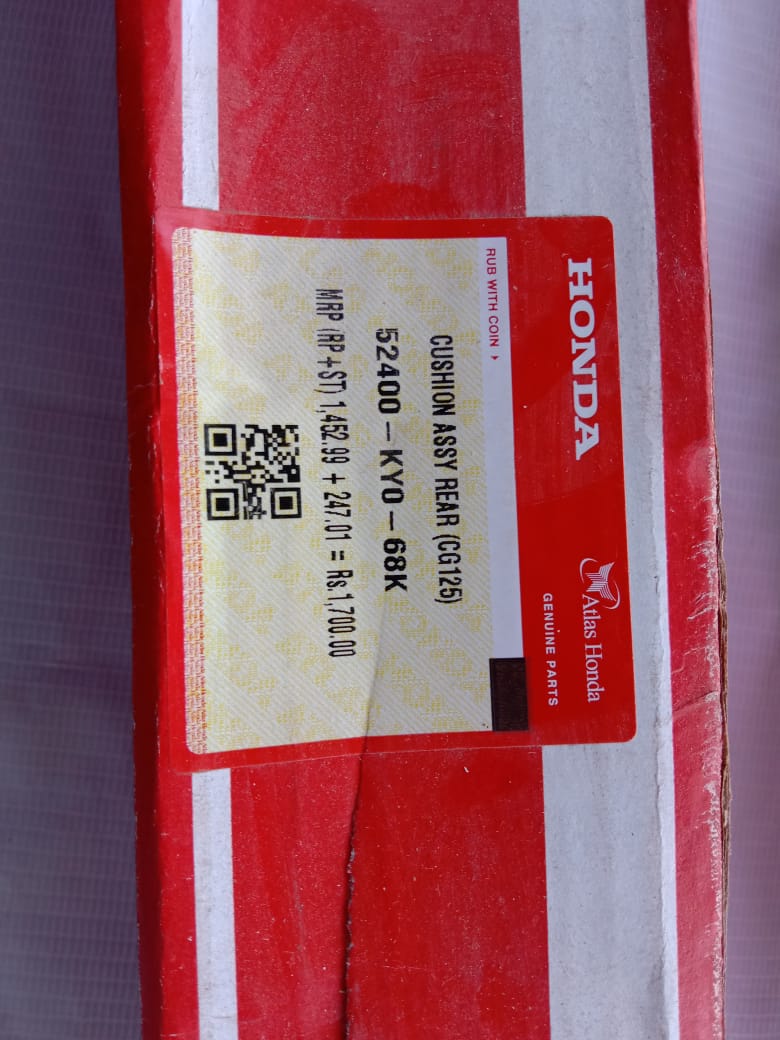 HONDA
Atlas Honda
GENUiNE PARTS
RUB WITH COIN
CUSHION ASSY REAR (CG125)
52400 – KYO – 68K
MRP (RP + ST) 1,452.99 + 247.01 = Rs.1,700.00